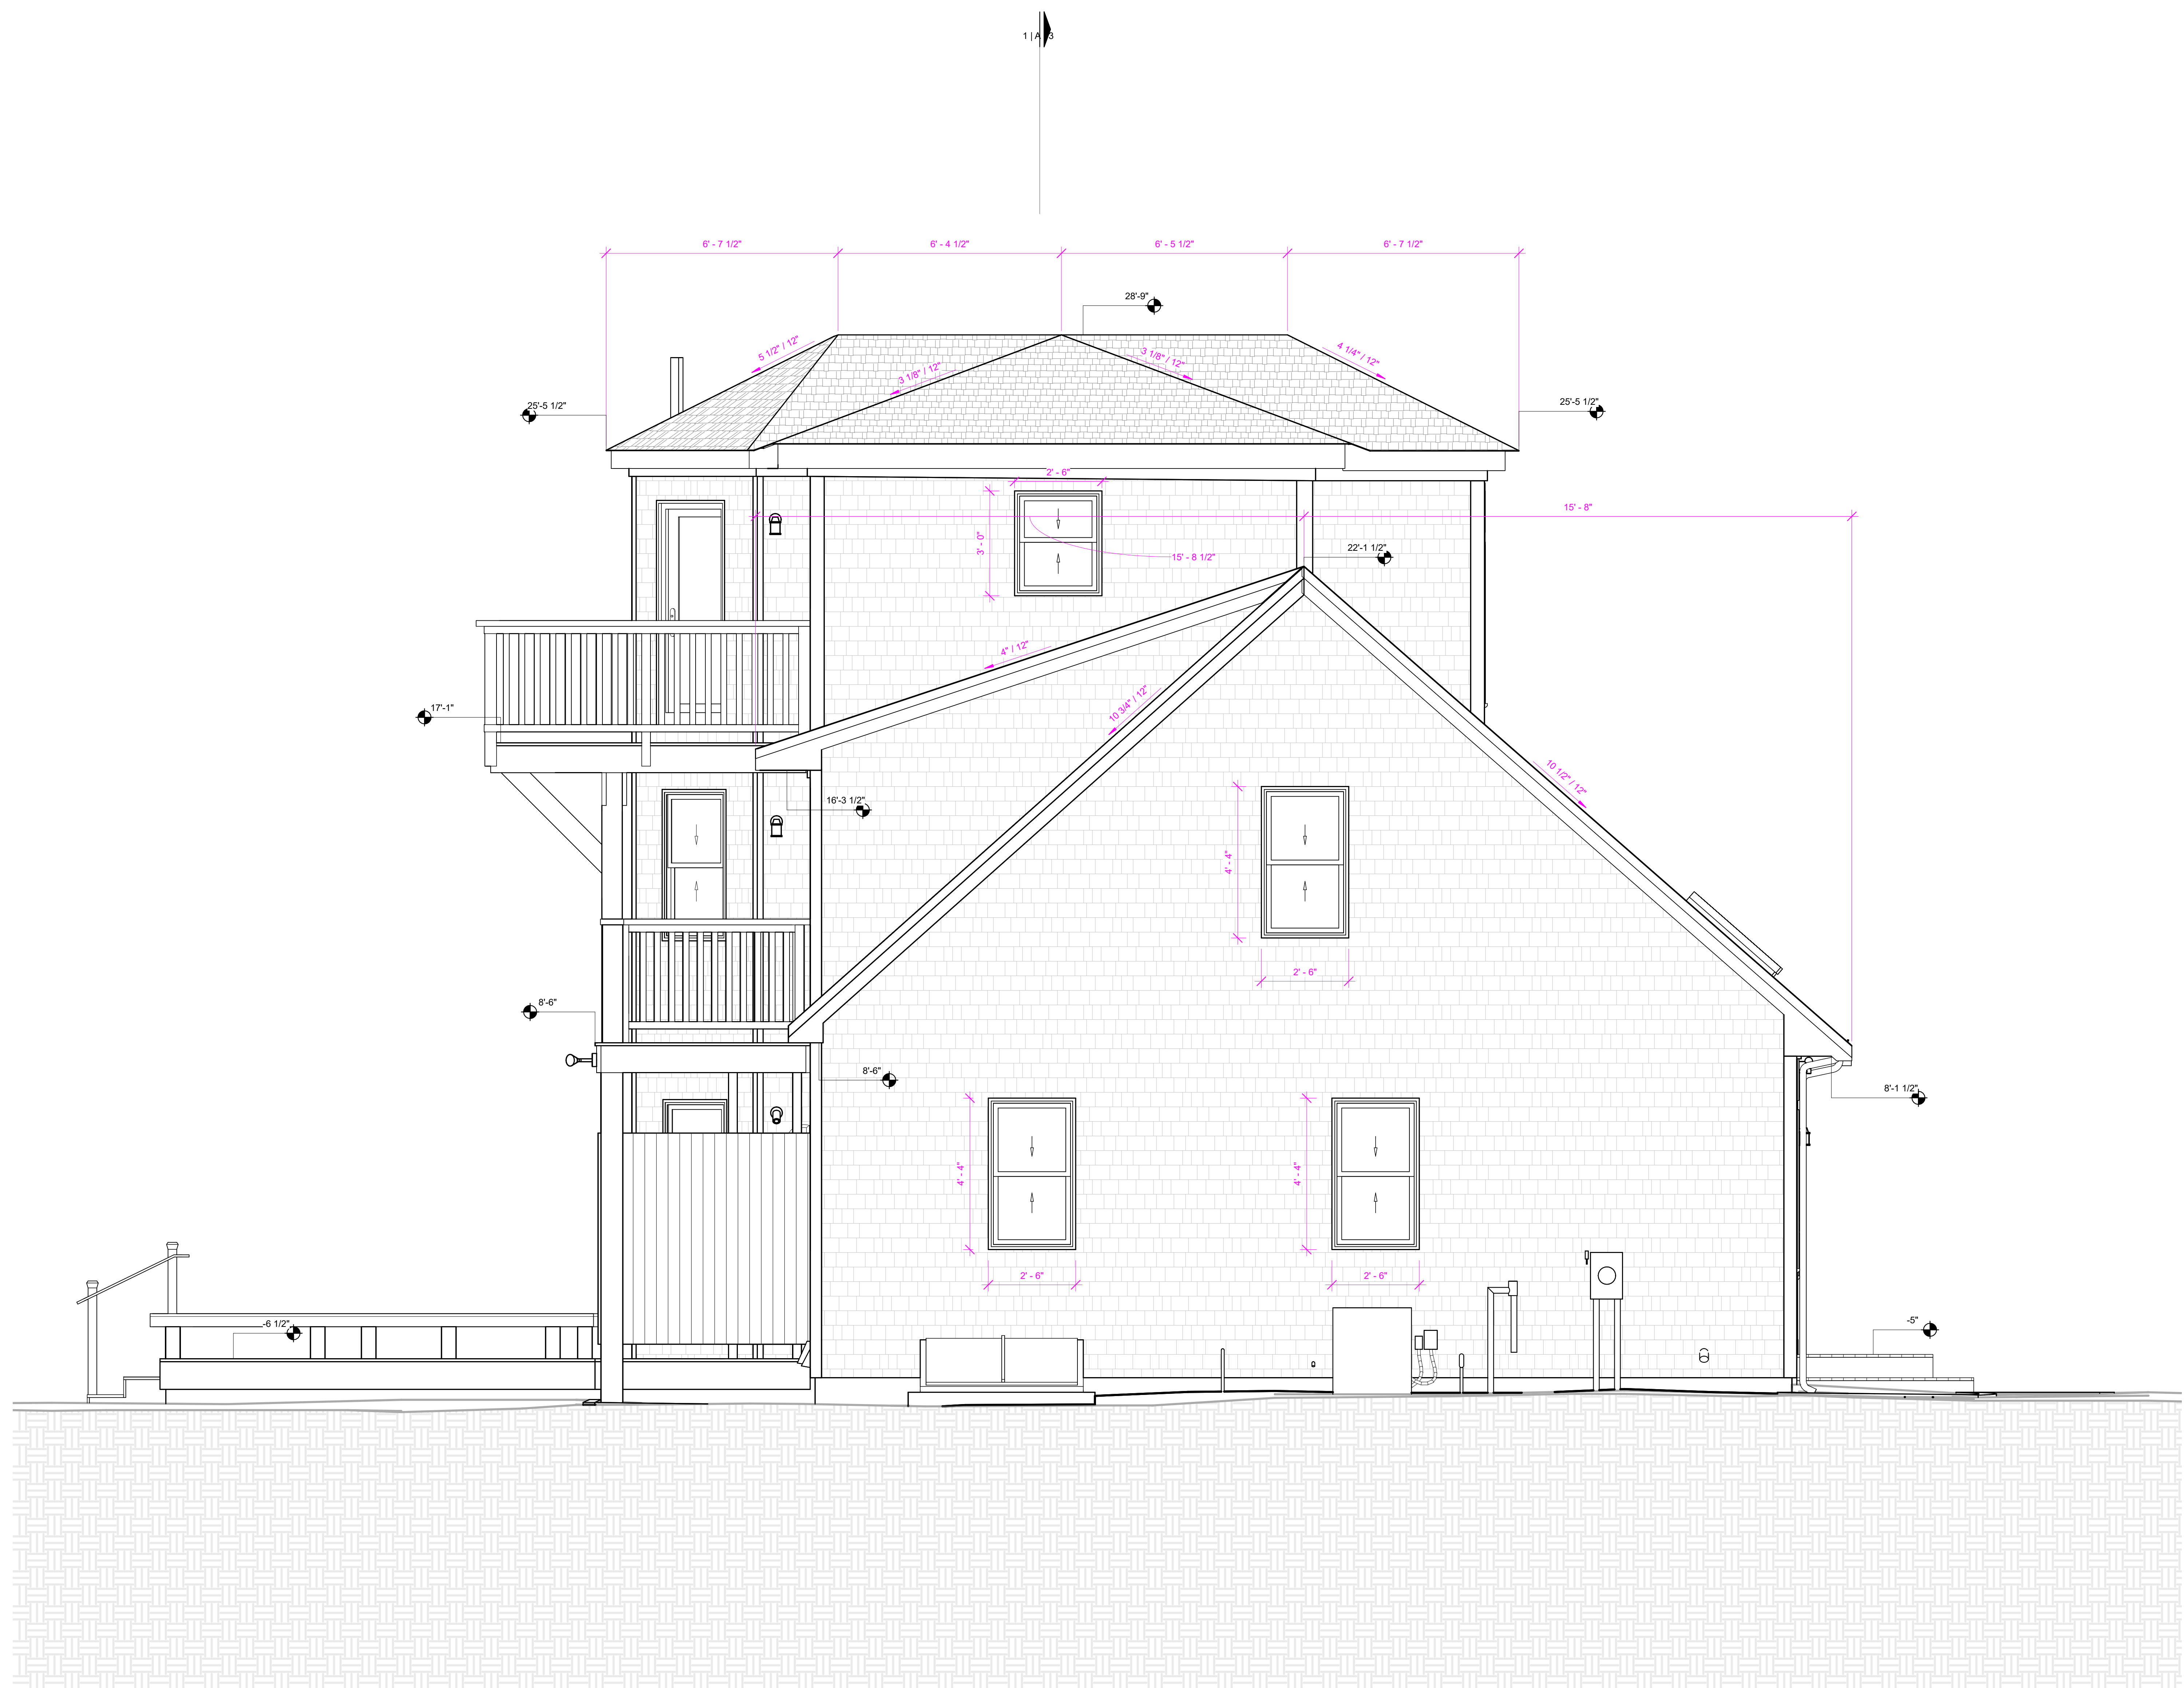 1 | A 3
6' - 7 1/2"
6' - 4 1/2"
6' - 5 1/2"
6' - 7 1/2"
28'-9"
5 1/2" / 12"
3 1/8" / 12"
3 1/8" / 12"
4 1/4" / 12"
25'-5 1/2"
25'-5 1/2"
2' - 6"
3' - 0"
15' - 8"
15' - 8 1/2"
22'-1 1/2"
4" / 12"
10 3/4" / 12"
17'-1"
10 1/2" / 12"
16'-3 1/2"
4' - 4"
2' - 6"
8'-6"
8'-6"
8'-1 1/2"
4' - 4"
4' - 4"
2' - 6"
2' - 6"
-6 1/2"
-5"